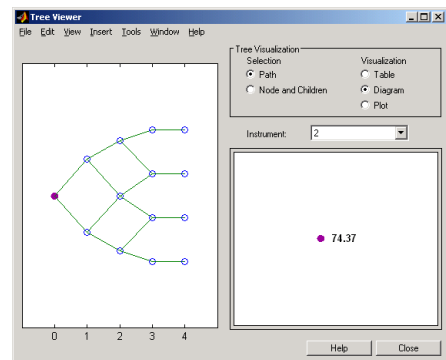 Tree Viewer
File Edit View Insert Tools Window Help
Tree Visualization
Selection
Visualization
Path
Table
Node and Children
Diagram
Plot
Instrument:
2
74.37
0 1 2 3 4
Help
Close